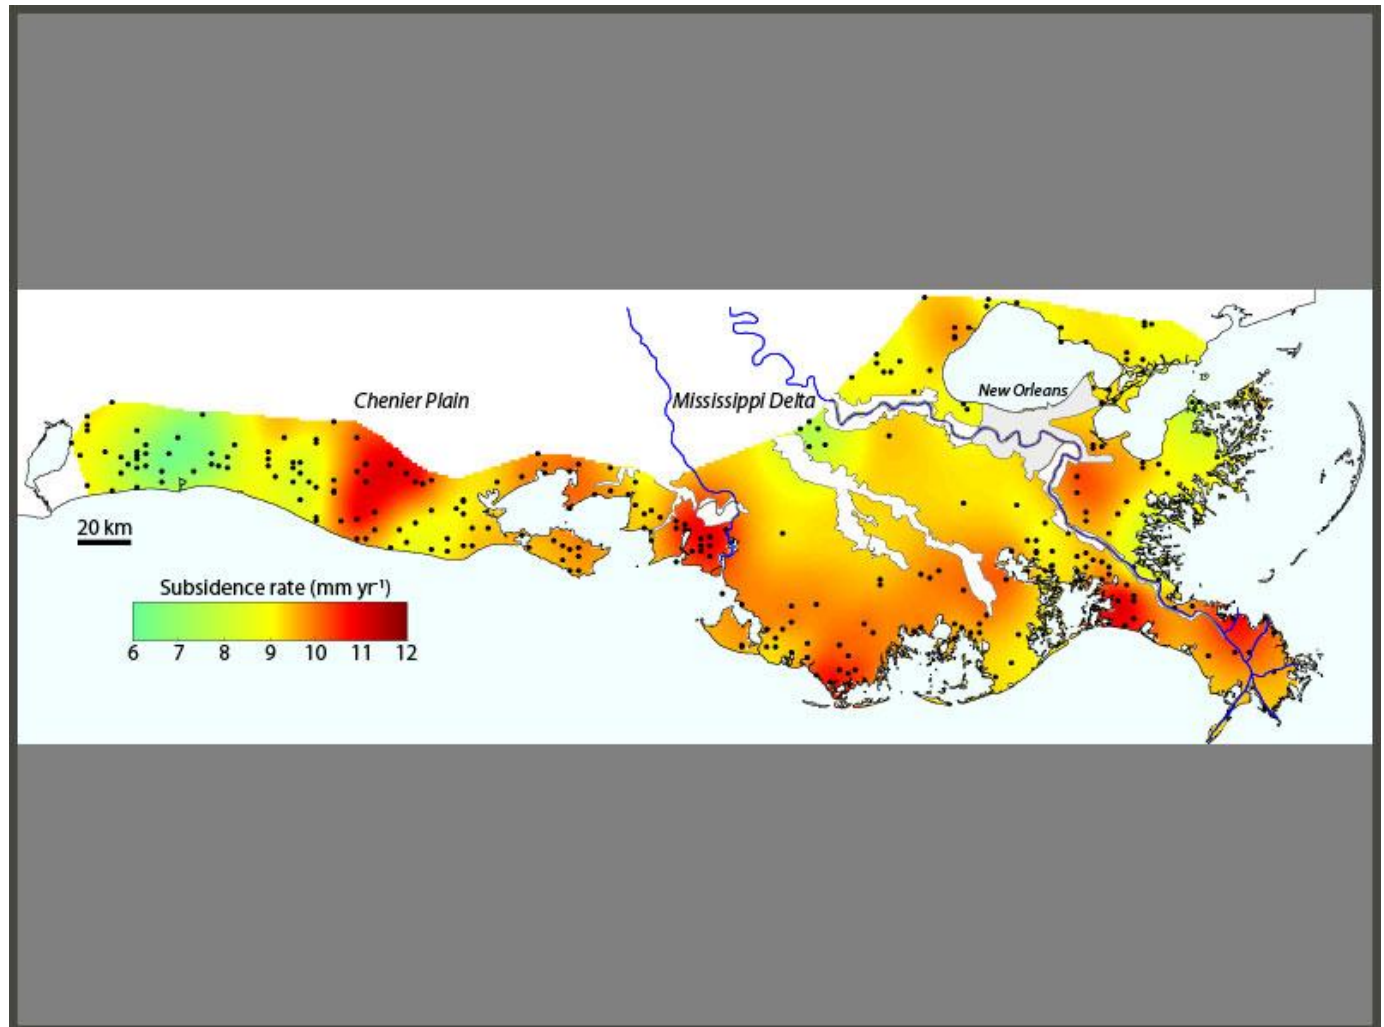 New Orleans
Chenier Plain
Mississippi Delta
20 km
Subsidence rate (mm yr⁻¹)
6 7 8 9 10 11 12